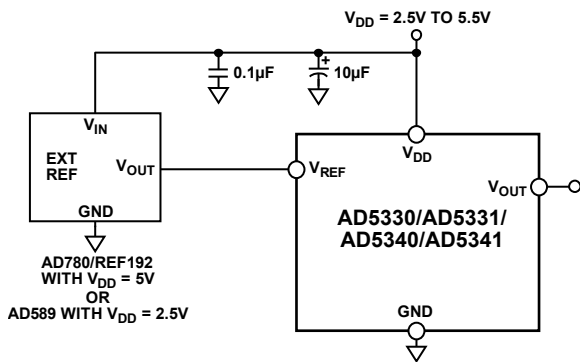 V_DD = 2.5V TO 5.5V
0.1µF
+
10µF
V_IN
EXT
REF
V_OUT
GND
V_REF
V_DD
V_OUT
AD5330/AD5331/
AD5340/AD5341
GND
AD780/REF192
WITH V_DD = 5V
OR
AD589 WITH V_DD = 2.5V